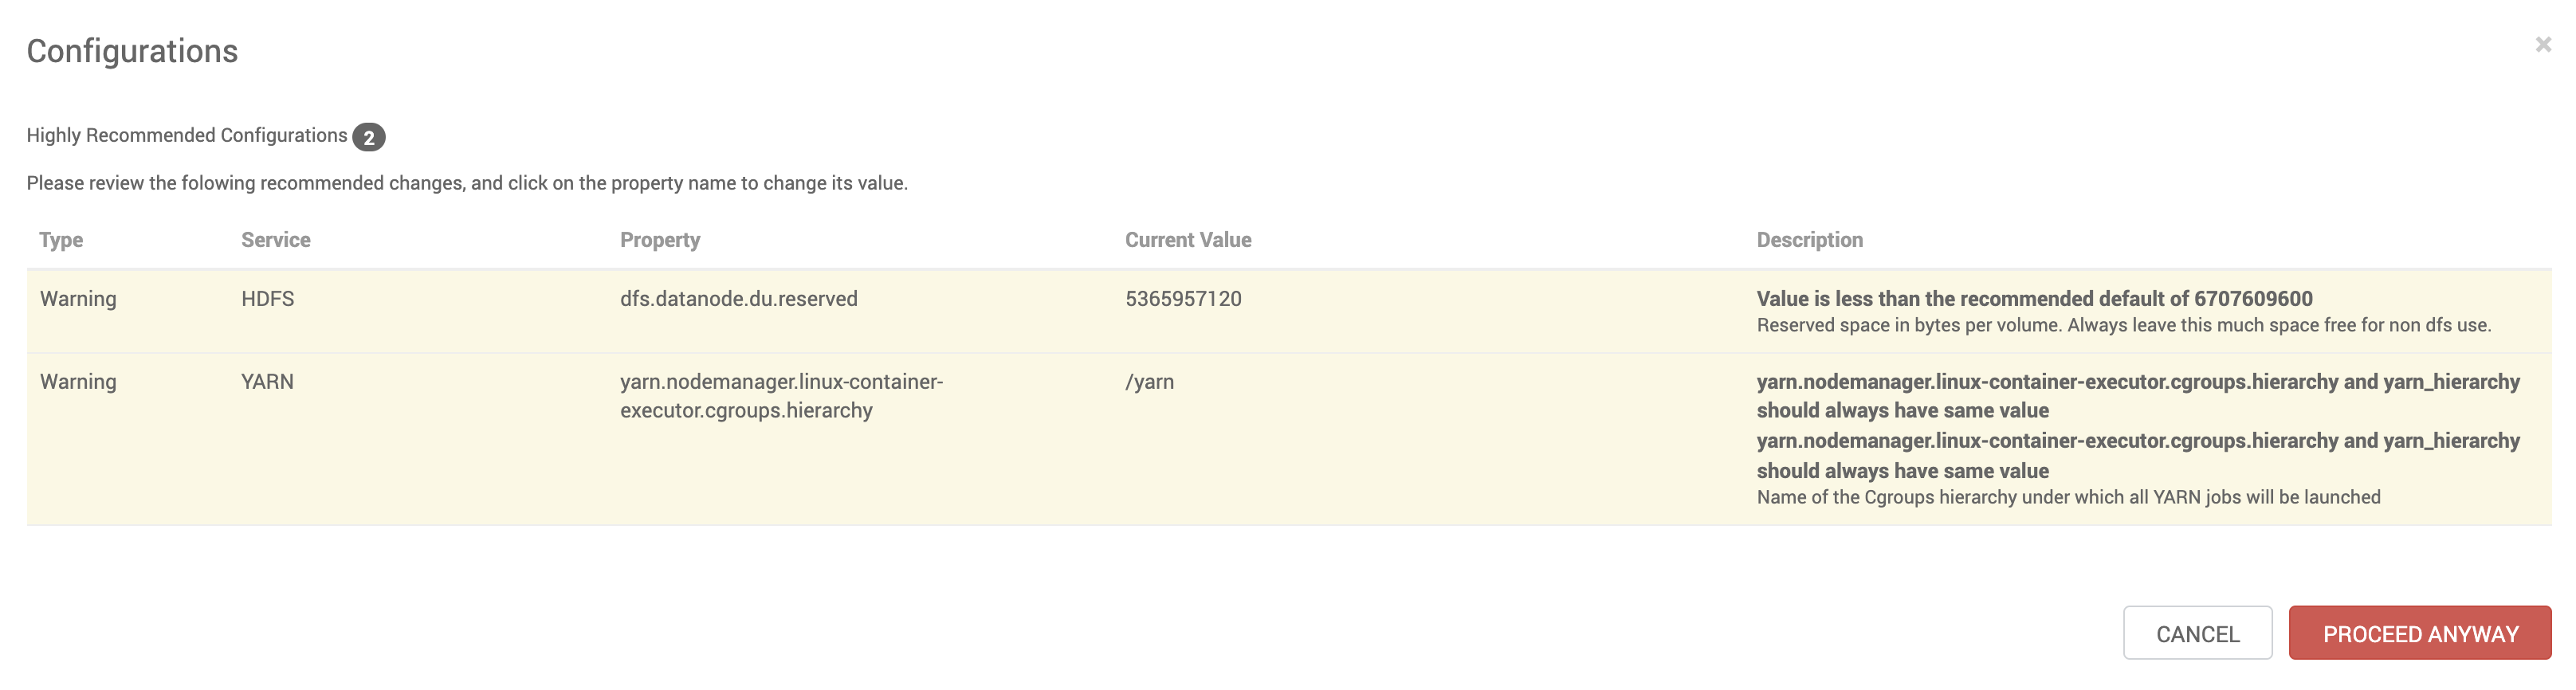 Configurations
×
Highly Recommended Configurations 2
Please review the folowing recommended changes, and click on the property name to change its value.
Type Service Property Current Value Description
Warning HDFS dfs.datanode.du.reserved 5365957120 Value is less than the recommended default of 6707609600
Reserved space in bytes per volume. Always leave this much space free for non dfs use.
Warning YARN yarn.nodemanager.linux-container- /yarn yarn.nodemanager.linux-container-executor.cgroups.hierarchy and yarn_hierarchy
executor.cgroups.hierarchy should always have same value
yarn.nodemanager.linux-container-executor.cgroups.hierarchy and yarn_hierarchy
should always have same value
Name of the Cgroups hierarchy under which all YARN jobs will be launched
CANCEL PROCEED ANYWAY